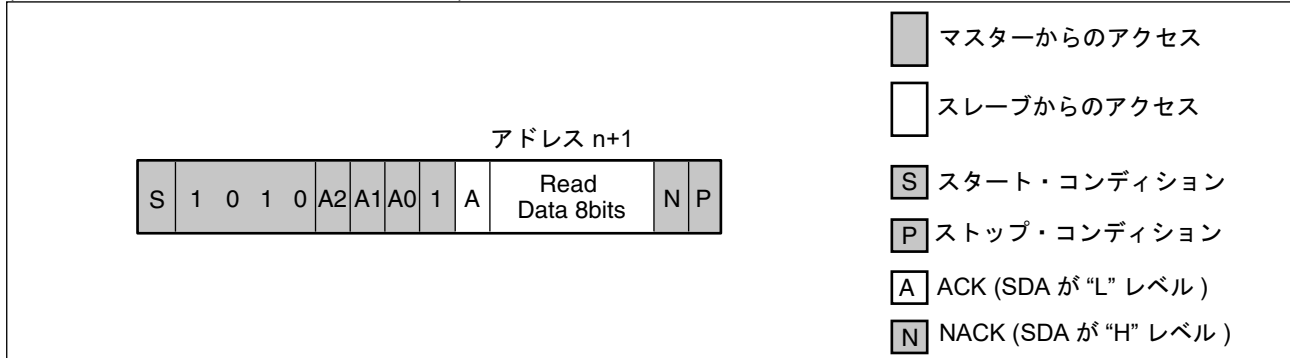 アドレス n+1
S 1 0 1 0 A2 A1 A0 1 A Read Data 8bits N P
マスターからのアクセス
スレーブからのアクセス
S スタート・コンディション
P ストップ・コンディション
A ACK (SDA が “L” レベル )
N NACK (SDA が “H” レベル )